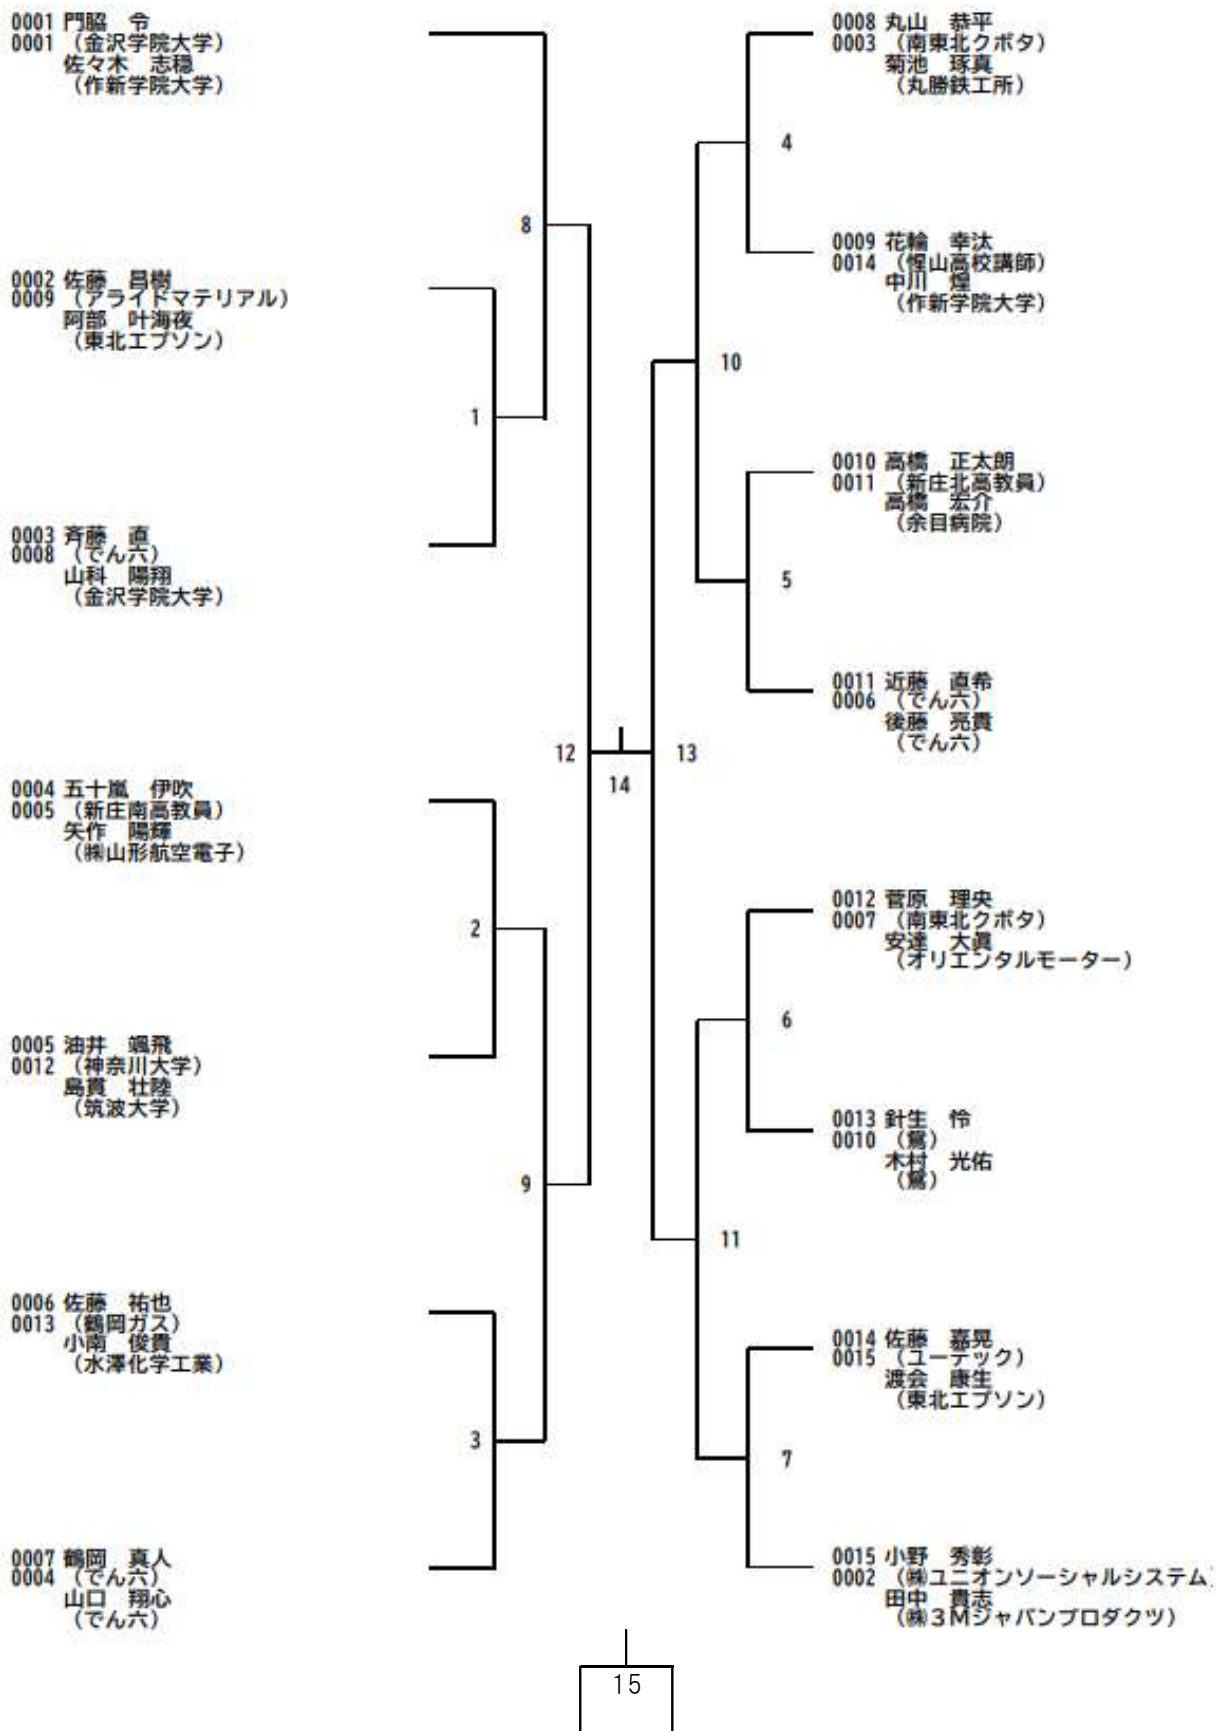 0001 門脇　令
0001（金沢学院大学）
佐々木　志穏
（作新学院大学）
8
0002 佐藤　昌樹
0009（アライドマテリアル）
阿部　叶海夜
（東北エプソン）
1
0003 斉藤　直
0008（でん六）
山科　陽翔
（金沢学院大学）
12
0004 五十嵐　伊吹
0005（新庄南高教員）
矢作　陽輝
（㈱山形航空電子）
2
0005 油井　颯飛
0012（神奈川大学）
島貫　壮陸
（筑波大学）
9
0006 佐藤　祐也
0013（鶴岡ガス）
小南　俊貴
（水澤化学工業）
3
0007 鶴岡　真人
0004（でん六）
山口　翔心
（でん六）
14
0008 丸山　恭平
0003（南東北クボタ）
菊池　琢真
（丸勝鉄工所）
4
0009 花輪　幸汰
0014（惺山高校講師）
中川　煌
（作新学院大学）
10
0010 高橋　正太朗
0011（新庄北高教員）
高橋　宏介
（余目病院）
5
0011 近藤　直希
0006（でん六）
後藤　亮貴
（でん六）
13
0012 菅原　理央
0007（南東北クボタ）
安達　大眞
（オリエンタルモーター）
6
0013 針生　怜
0010（鴛）
木村　光佑
（鴛）
11
0014 佐藤　嘉晃
0015（ユーテック）
渡会　康生
（東北エプソン）
7
0015 小野　秀彰
0002（㈱ユニオンソーシャルシステム
田中　貴志
（㈱３Ｍジャパンプロダクツ）
15